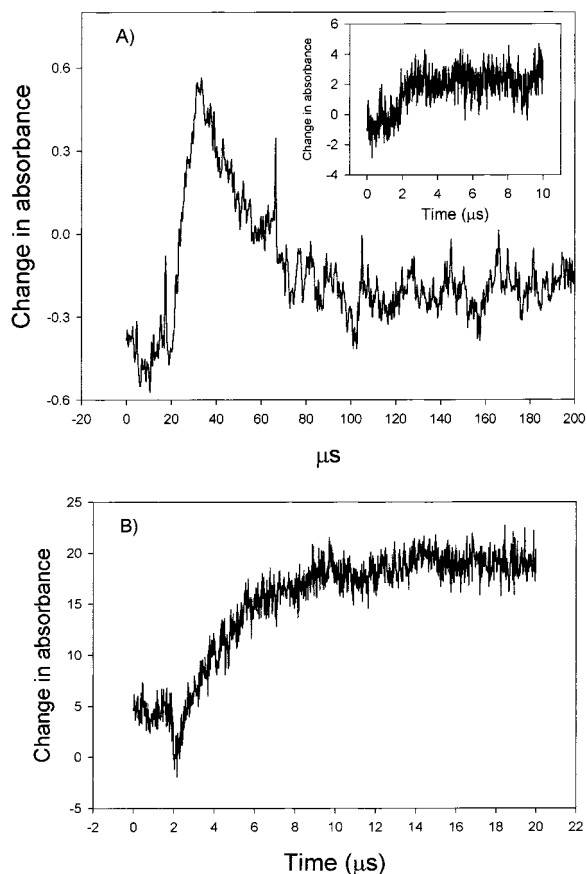 A)
Change in absorbance
0.6
0.3
0.0
-0.3
-0.6
-20 0 20 40 60 80 100 120 140 160 180 200
μs
Change in absorbance
6
4
2
0
-2
-4
0 2 4 6 8 10
Time (μs)
B)
Change in absorbance
25
20
15
10
5
0
-5
-2 0 2 4 6 8 10 12 14 16 18 20 22
Time (μs)